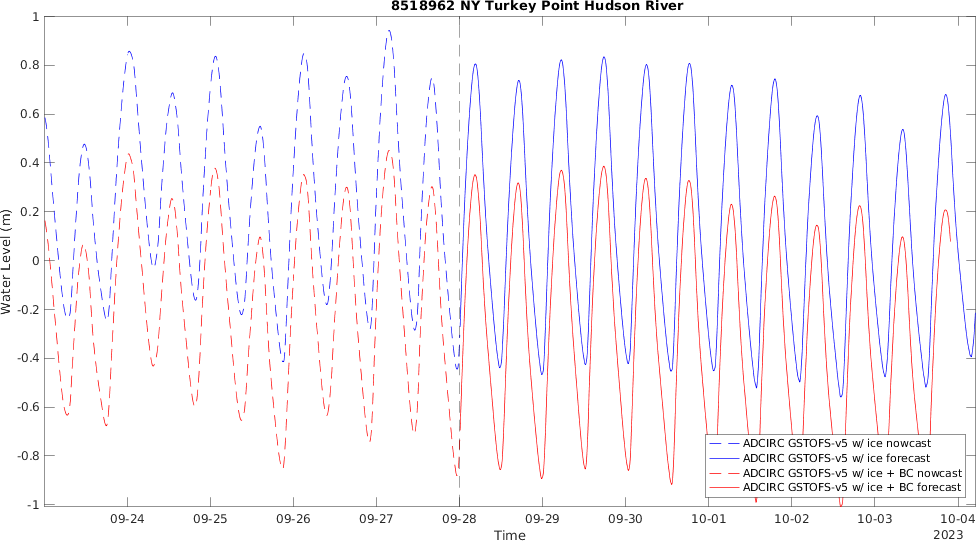 8518962 NY Turkey Point Hudson River
1
0.8
0.6
0.4
0.2
0
-0.2
-0.4
-0.6
-0.8
-1
Water Level (m)
ADCIRC GSTOFS-v5 w/ ice nowcast
ADCIRC GSTOFS-v5 w/ ice forecast
ADCIRC GSTOFS-v5 w/ ice + BC nowcast
ADCIRC GSTOFS-v5 w/ ice + BC forecast
09-24 09-25 09-26 09-27 09-28 09-29 09-30 10-01 10-02 10-03 10-04
Time
2023